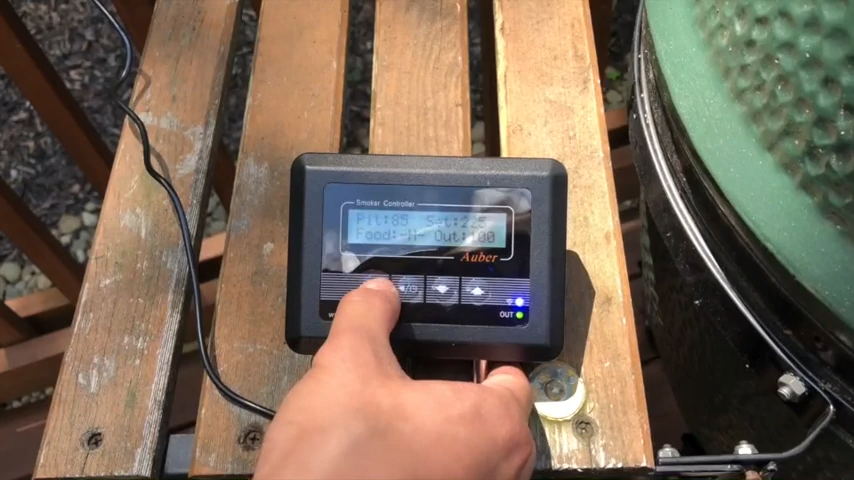 Smoker Controller
Pit:85 Set:225
Food:-H- Out:100
Auber
OUT